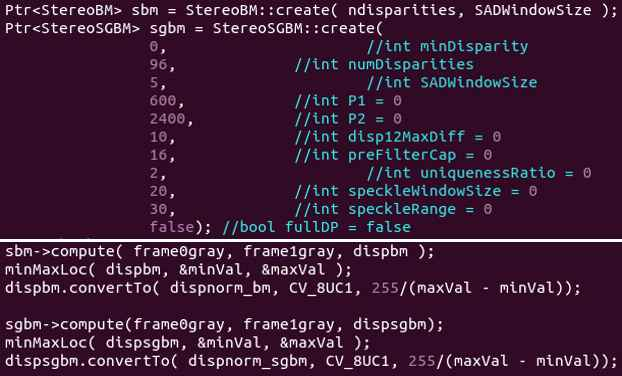 Ptr<StereoBM> sbm = StereoBM::create( ndisparities, SADWindowSize );
Ptr<StereoSGBM> sgbm = StereoSGBM::create(
0, //int minDisparity
96, //int numDisparities
5, //int SADWindowSize
600, //int P1 = 0
2400, //int P2 = 0
10, //int disp12MaxDiff = 0
16, //int preFilterCap = 0
2, //int uniquenessRatio = 0
20, //int speckleWindowSize = 0
30, //int speckleRange = 0
false); //bool fullDP = false
sbm->compute( frame0gray, frame1gray, dispbm );
minMaxLoc( dispbm, &minVal, &maxVal );
dispbm.convertTo( dispnorm_bm, CV_8UC1, 255/(maxVal - minVal));
sgbm->compute(frame0gray, frame1gray, dispsgbm);
minMaxLoc( dispsgbm, &minVal, &maxVal );
dispsgbm.convertTo( dispnorm_sgbm, CV_8UC1, 255/(maxVal - minVal));